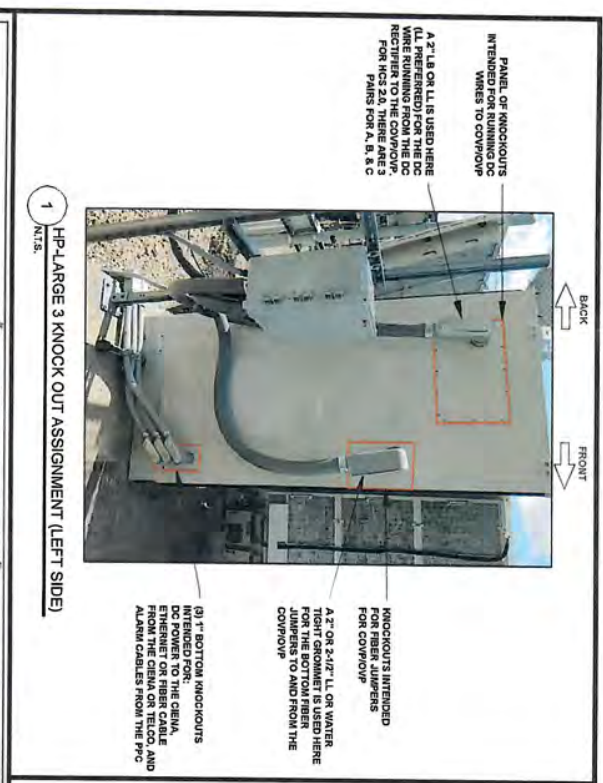 BACK
FRONT
PANEL OF KNOCKOUTS
INTENDED FOR RUNNING DC
WIRES TO COVP/OVP
A 2" LB OR LL IS USED HERE
(LL PREFERRED) FOR THE DC
WIRE RUNNING FROM THE DC
RECTIFIER TO THE COVP/OVP.
FOR HCS 2.0, THERE ARE 3
PAIRS FOR A, B, & C
KNOCKOUTS INTENDED
FOR FIBER JUMPERS
FOR COVP/OVP
A 2" OR 2-1/2" LL OR WATER
TIGHT GROMMET IS USED HERE
FOR THE BOTTOM FIBER
JUMPERS TO AND FROM THE
COVP/OVP
(3) 1" BOTTOM KNOCKOUTS
INTENDED FOR:
DC POWER TO THE CIENA,
ETHERNET OR FIBER CABLE
FROM THE CIENA OR TELCO, AND
ALARM CABLES FROM THE PPC
1
HP-LARGE 3 KNOCK OUT ASSIGNMENT (LEFT SIDE)
N.T.S.